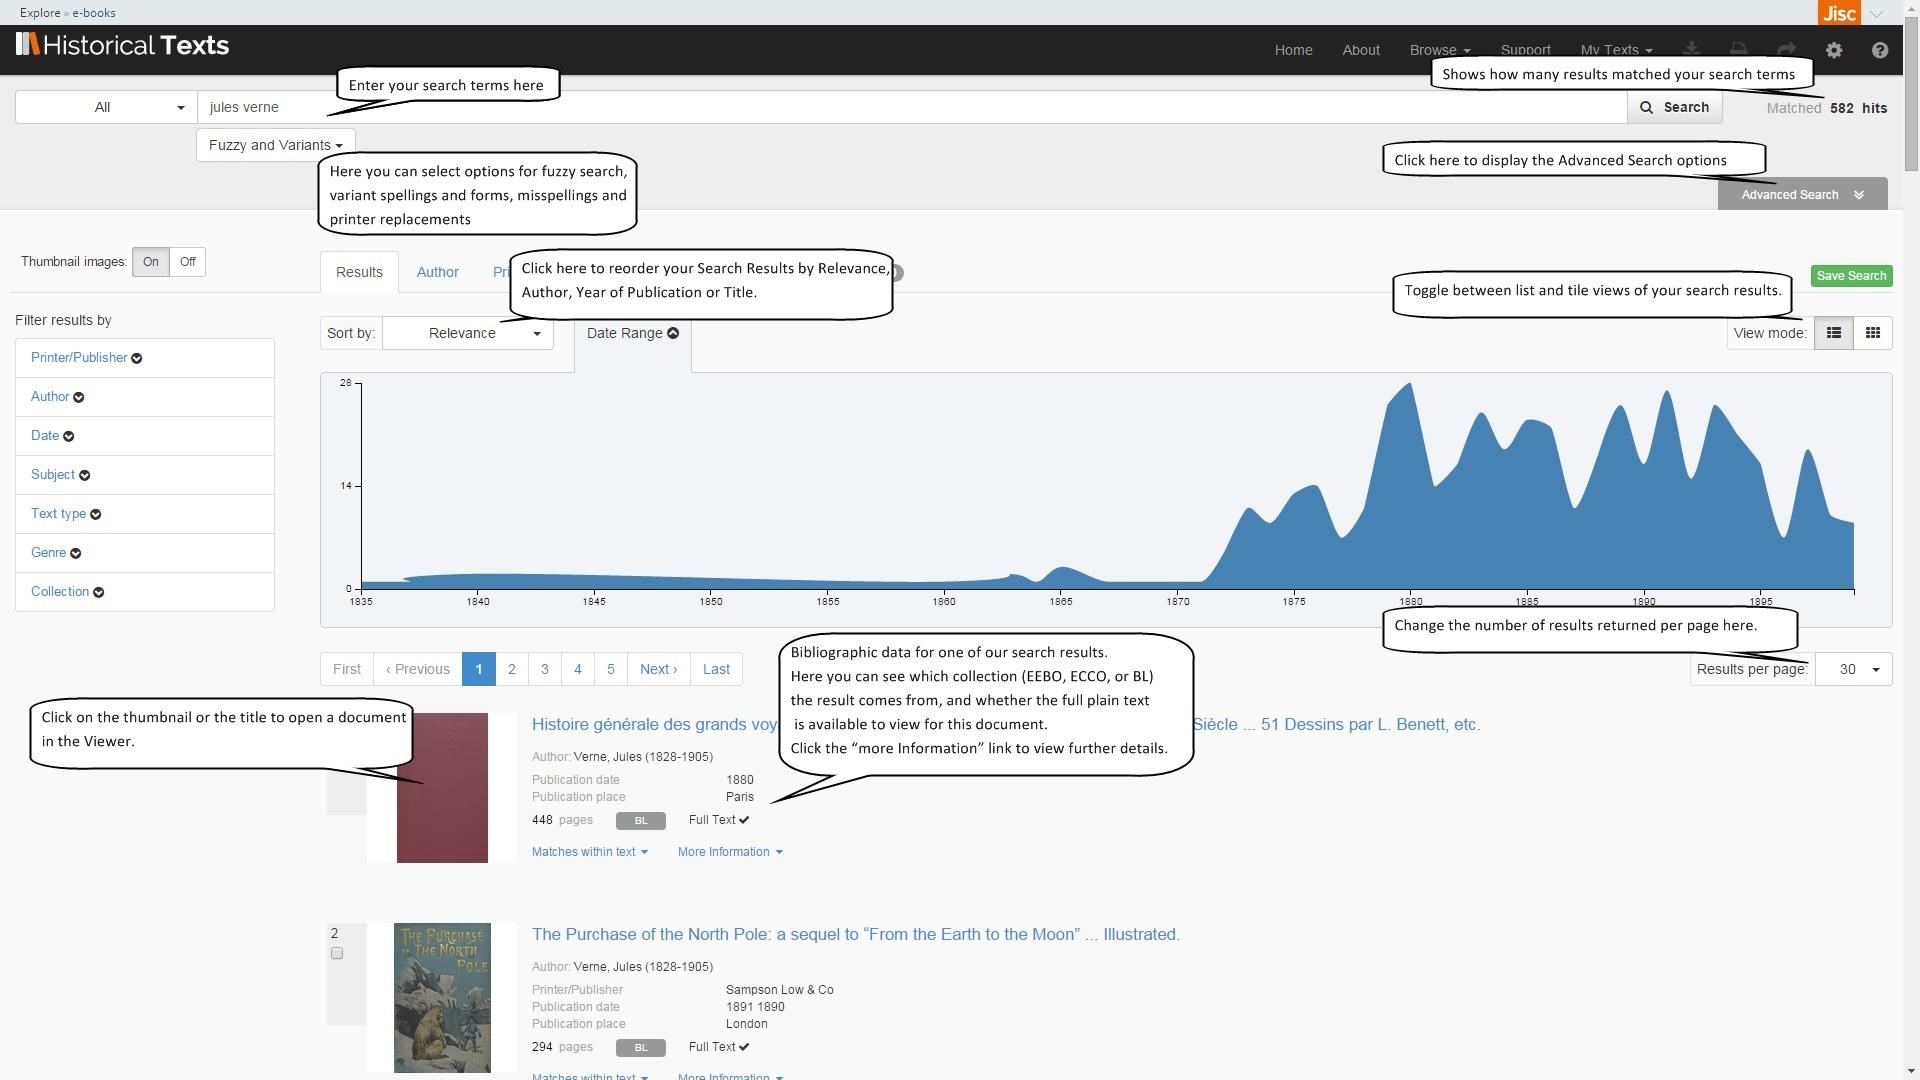 Explore » e-books
Jisc
Historical Texts
Home About Browse Support My Texts
Enter your search terms here
Shows how many results matched your search terms
All
jules verne
Search
Matched 582 hits
Fuzzy and Variants
Here you can select options for fuzzy search,
variant spellings and forms, misspellings and
printer replacements
Click here to display the Advanced Search options
Advanced Search
Thumbnail images: On Off
Results Author
Click here to reorder your Search Results by Relevance,
Author, Year of Publication or Title.
Toggle between list and tile views of your search results.
Save Search
Filter results by
Sort by: Relevance
Date Range
View mode:
Printer/Publisher
Author
Date
Subject
Text type
Genre
Collection
28
14
0
1835 1840 1845 1850 1855 1860 1865 1870 1875 1880 1885 1890 1895
Change the number of results returned per page here.
First ‹ Previous 1 2 3 4 5 Next › Last
Results per page: 30
Bibliographic data for one of our search results.
Here you can see which collection (EEBO, ECCO, or BL)
the result comes from, and whether the full plain text
is available to view for this document.
Click the “more Information” link to view further details.
Click on the thumbnail or the title to open a document
in the Viewer.
Histoire générale des grands voy Siècle ... 51 Dessins par L. Benett, etc.
Author: Verne, Jules (1828-1905)
Publication date 1880
Publication place Paris
448 pages BL Full Text
Matches within text More Information
2
THE PURCHASE
OF THE NORTH
POLE
The Purchase of the North Pole: a sequel to “From the Earth to the Moon” ... Illustrated.
Author: Verne, Jules (1828-1905)
Printer/Publisher Sampson Low & Co
Publication date 1891 1890
Publication place London
294 pages BL Full Text
Matches within text More Information